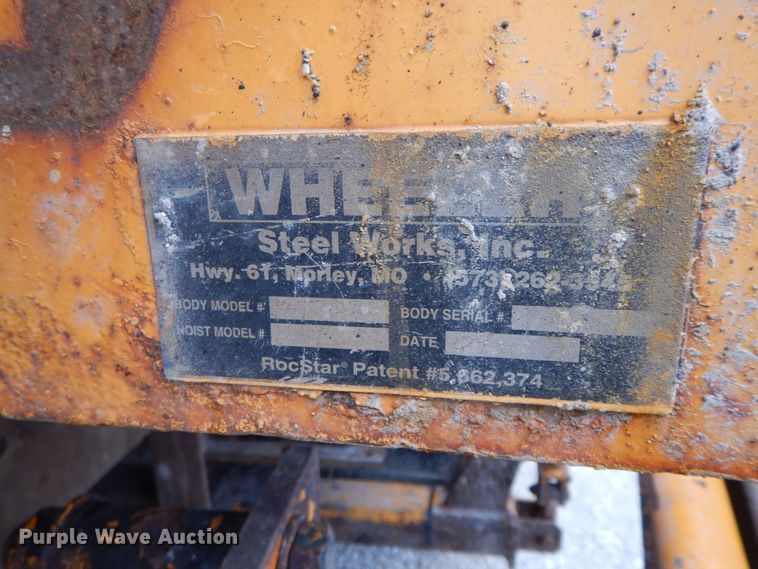 WHEELER
Steel Works, Inc.
Hwy. 61, Morley, MO •
BODY MODEL # BODY SERIAL #
HOIST MODEL # DATE
RocStar® Patent #5,862,374
Purple Wave Auction®